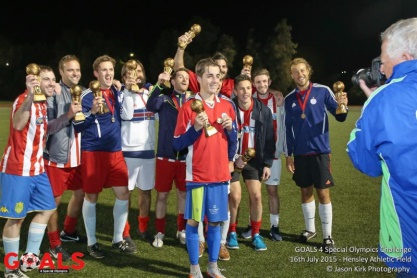 GOALS
GOALS 4 Special Olympics Challenge
16th July 2015 - Hensley Athletic Field
© Jason Kirk Photography